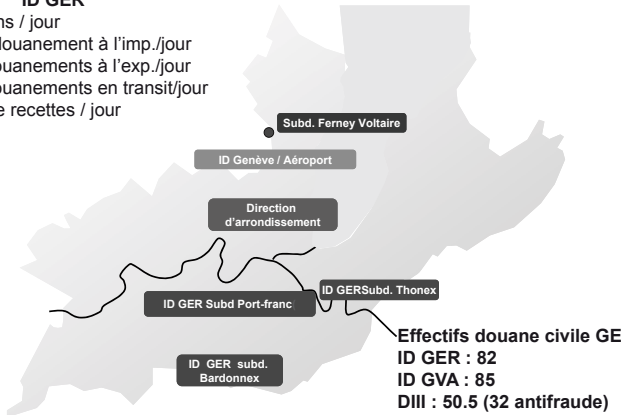 ID GER
ns / jour
louanement à l'imp./jour
ouanements à l'exp./jour
ouanements en transit/jour
e recettes / jour
Subd. Ferney Voltaire
ID Genève / Aéroport
Direction
d'arrondissement
ID GERSubd. Thonex
ID GER Subd Port-franc
ID GER subd.
Bardonnex
Effectifs douane civile GE
ID GER : 82
ID GVA : 85
DIII : 50.5 (32 antifraude)